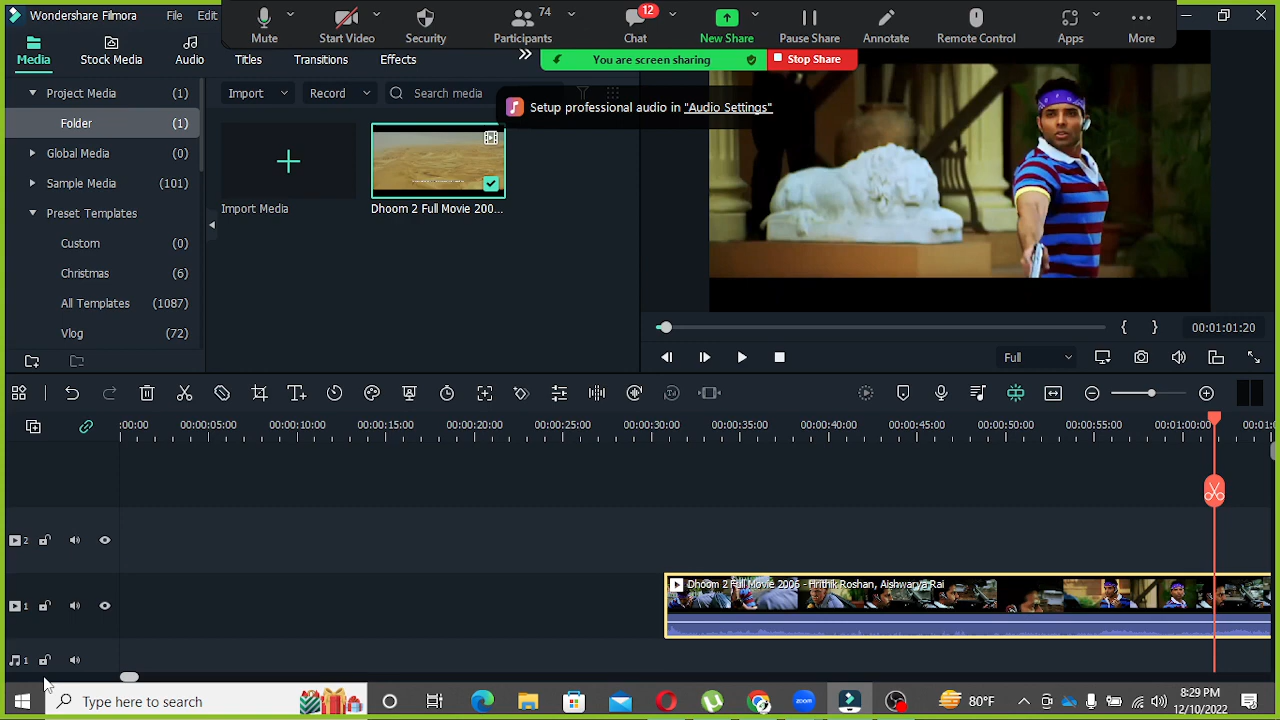 Wondershare Filmora File Edit
Mute Start Video Security Participants 74 Chat 12 New Share Pause Share Annotate Remote Control Apps More
You are screen sharing Stop Share
Media Stock Media Audio Titles Transitions Effects
Project Media (1)
Folder (1)
Global Media (0)
Sample Media (101)
Preset Templates
Custom (0)
Christmas (6)
All Templates (1087)
Vlog (72)
Import Record Search media
Setup professional audio in "Audio Settings"
Import Media
Dhoom 2 Full Movie 200...
{ } 00:01:01:20
Full
:00:00 00:00:05:00 00:00:10:00 00:00:15:00 00:00:20:00 00:00:25:00 00:00:30:00 00:00:35:00 00:00:40:00 00:00:45:00 00:00:50:00 00:00:55:00 00:01:00:00 00:01:0
2
1
Dhoom 2 Full Movie 2006 - Hrithik Roshan, Aishwarya Rai
1
Type here to search
zoom
80°F
8:29 PM
12/10/2022